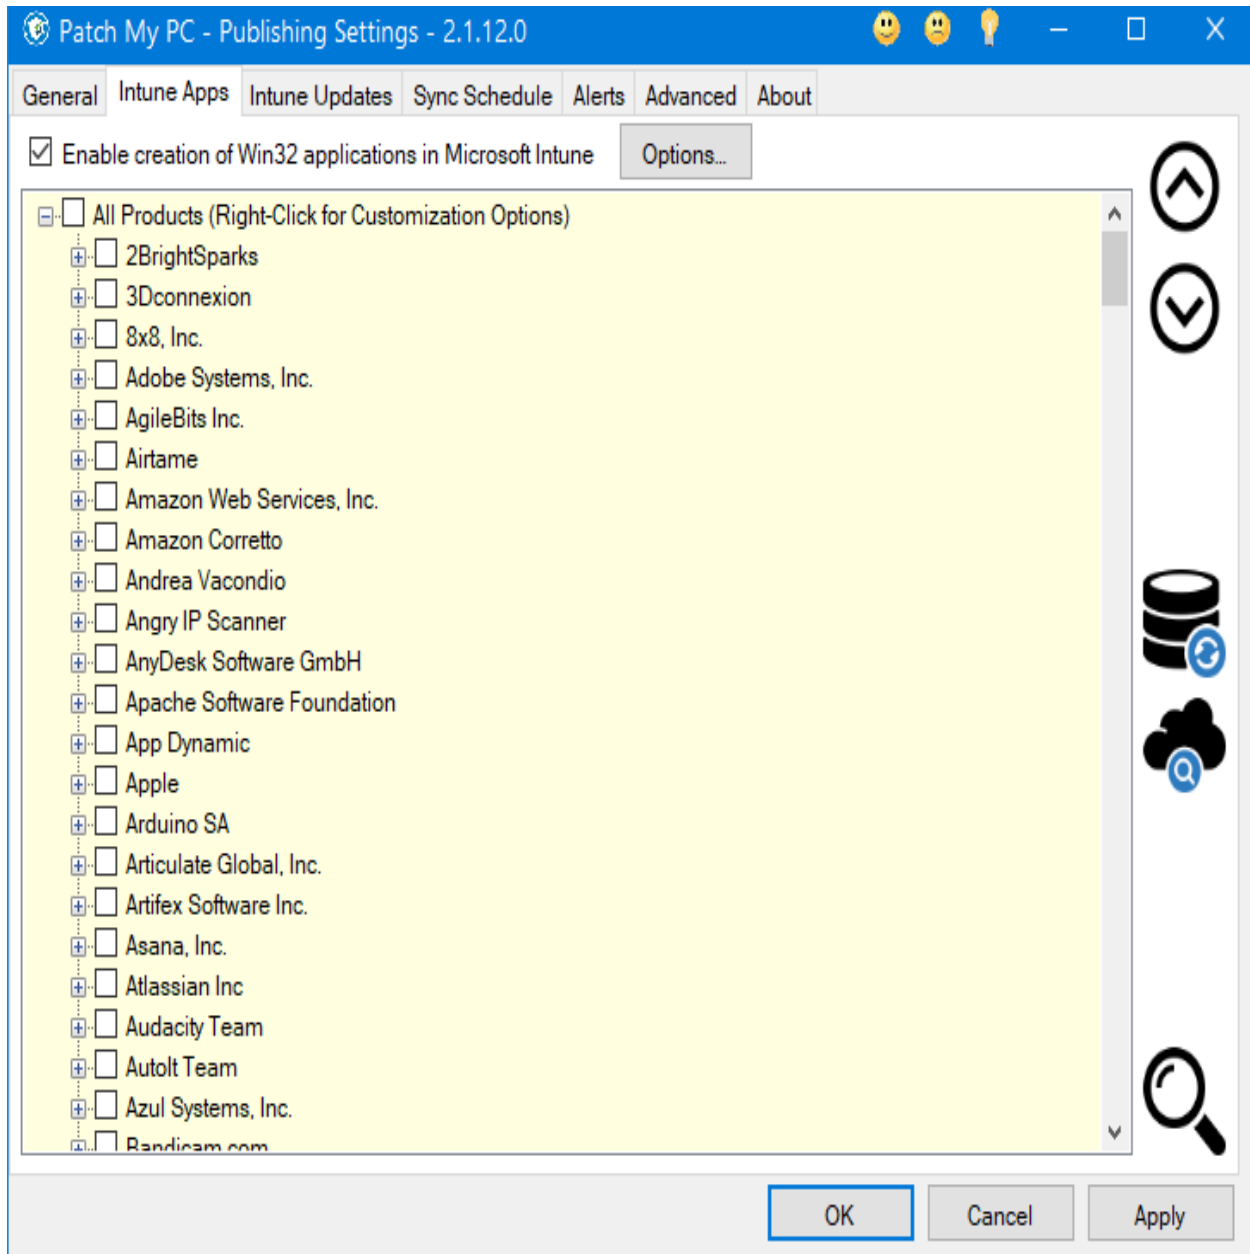 Patch My PC - Publishing Settings - 2.1.12.0
General Intune Apps Intune Updates Sync Schedule Alerts Advanced About
Enable creation of Win32 applications in Microsoft Intune Options...
All Products (Right-Click for Customization Options)
2BrightSparks
3Dconnexion
8x8, Inc.
Adobe Systems, Inc.
AgileBits Inc.
Airtame
Amazon Web Services, Inc.
Amazon Corretto
Andrea Vacondio
Angry IP Scanner
AnyDesk Software GmbH
Apache Software Foundation
App Dynamic
Apple
Arduino SA
Articulate Global, Inc.
Artifex Software Inc.
Asana, Inc.
Atlassian Inc
Audacity Team
AutoIt Team
Azul Systems, Inc.
Bandicam.com
OK Cancel Apply